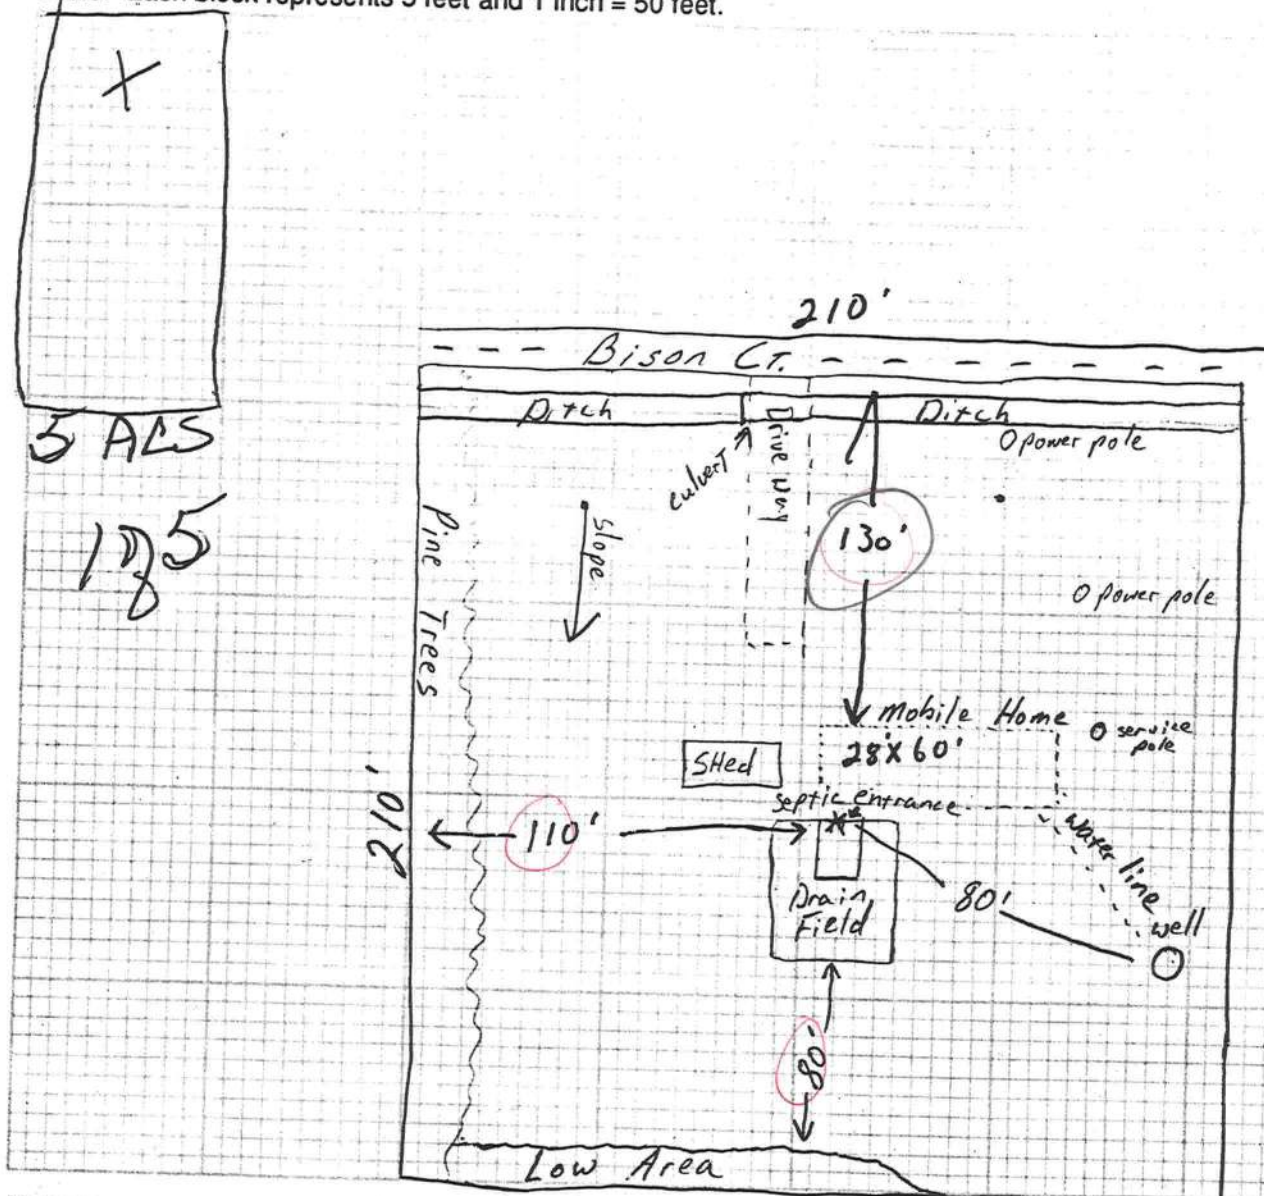 Each block represents 5 feet and 1 inch = 50 feet.
X
5 ACS
210'
Bison Ct.
Ditch
Drive Way
Ditch
culvert
power pole
Pine Trees
Slope
130'
power pole
Mobile Home
28'X60'
service pole
SHed
septic entrance
210'
110'
water line
80'
well
Drain
Field
80'
Low Area